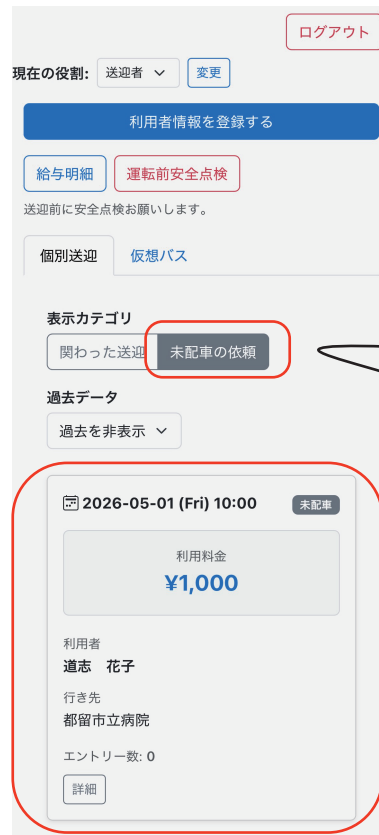 ログアウト
現在の役割: 送迎者 変更
利用者情報を登録する
給与明細 運転前安全点検
送迎前に安全点検お願いします。
個別送迎 仮想バス
表示カテゴリ
関わった送迎 未配車の依頼
過去データ
過去を非表示
2026-05-01 (Fri) 10:00 未配車
利用料金
¥1,000
利用者
道志 花子
行き先
都留市立病院
エントリー数: 0
詳細